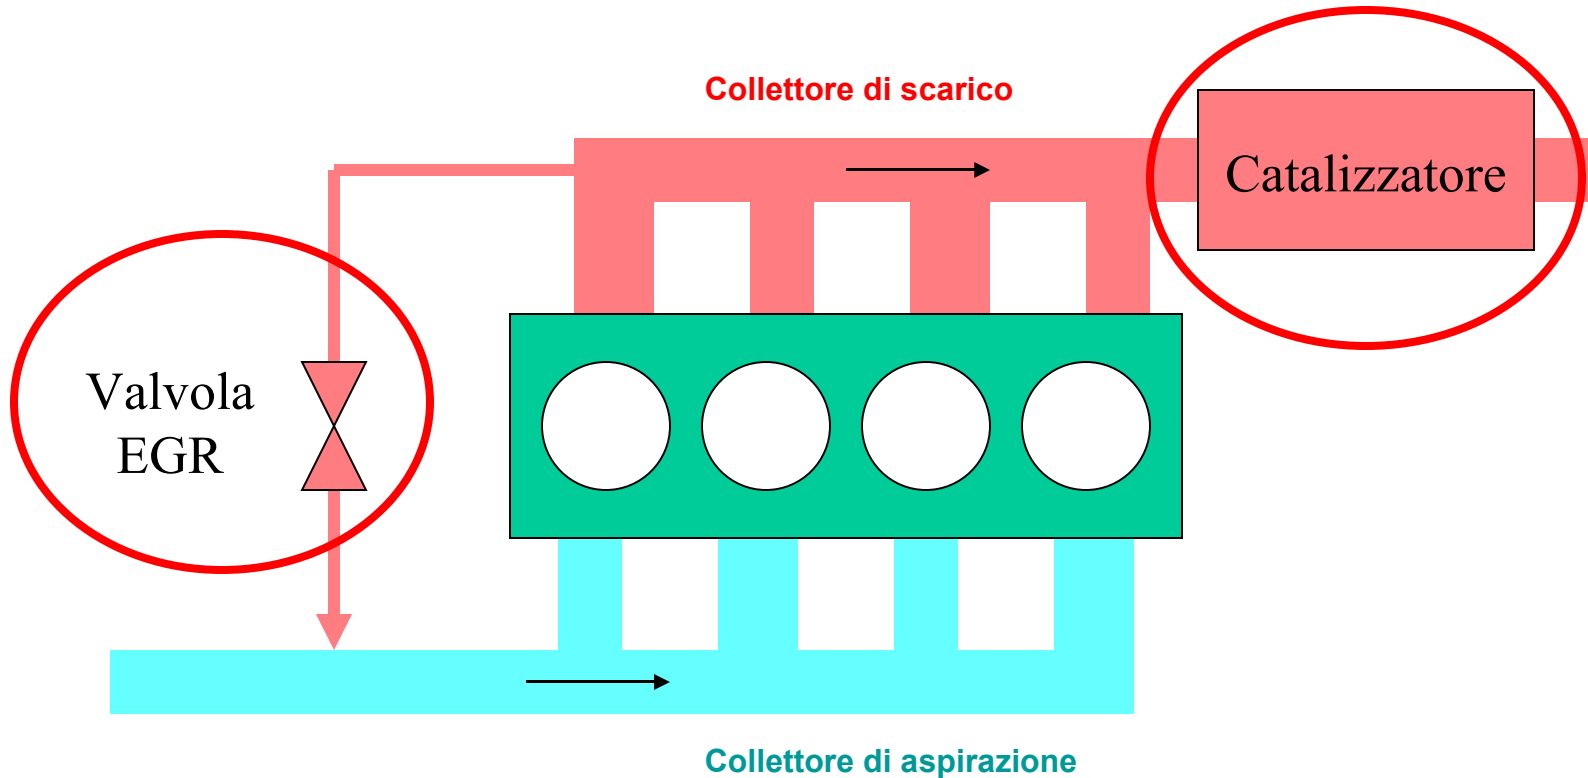 Collettore di scarico
Catalizzatore
Valvola
EGR
Collettore di aspirazione